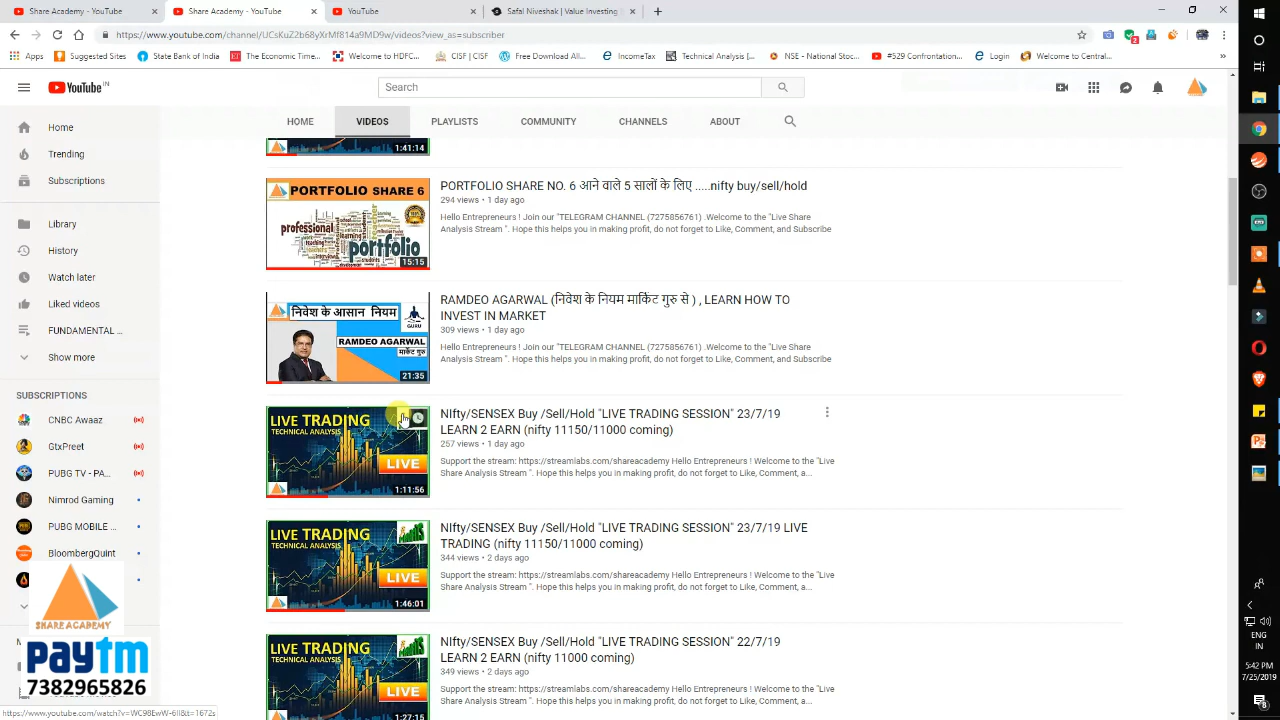 Share Academy - YouTube
Share Academy - YouTube
YouTube
Safal Niveshak | Value Investing
https://www.youtube.com/channel/UCsKuZ2b68yXrMf814a9MD9w/videos?view_as=subscriber
Apps
Suggested Sites
State Bank of India
The Economic Time...
Welcome to HDFC...
CISF | CISF
Free Download All...
IncomeTax
Technical Analysis |...
NSE - National Stoc...
#529 Confrontation...
Login
Welcome to Central...
YouTube IN
Search
HOME
VIDEOS
PLAYLISTS
COMMUNITY
CHANNELS
ABOUT
Home
Trending
Subscriptions
Library
History
Watch later
Liked videos
FUNDAMENTAL ...
Show more
SUBSCRIPTIONS
CNBC Awaaz
GtxPreet
PUBG TV - PA...
Nimrod Gaming
PUBG MOBILE ...
BloombergQuint
SHARE ACADEMY
paytm
7382965826
1:41:14
PORTFOLIO SHARE 6
professional
portfolio
15:15
PORTFOLIO SHARE NO. 6 आने वाले 5 सालों के लिए .....nifty buy/sell/hold
294 views • 1 day ago
Hello Entrepreneurs ! Join our "TELEGRAM CHANNEL (7275856761) .Welcome to the "Live Share
Analysis Stream ". Hope this helps you in making profit, do not forget to Like, Comment, and Subscribe
निवेश के आसान नियम
GURU
RAMDEO AGARWAL
मार्केट गुरु
21:35
RAMDEO AGARWAL (निवेश के नियम मार्किट गुरु से ) , LEARN HOW TO
INVEST IN MARKET
309 views • 1 day ago
Hello Entrepreneurs ! Join our "TELEGRAM CHANNEL (7275856761) .Welcome to the "Live Share
Analysis Stream ". Hope this helps you in making profit, do not forget to Like, Comment, and Subscribe
LIVE TRADING
TECHNICAL ANALYSIS
LIVE
1:11:56
NIfty/SENSEX Buy /Sell/Hold "LIVE TRADING SESSION" 23/7/19
LEARN 2 EARN (nifty 11150/11000 coming)
257 views • 1 day ago
Support the stream: https://streamlabs.com/shareacademy Hello Entrepreneurs ! Welcome to the "Live
Share Analysis Stream ". Hope this helps you in making profit, do not forget to Like, Comment, a...
LIVE TRADING
TECHNICAL ANALYSIS
LIVE
1:46:01
NIfty/SENSEX Buy /Sell/Hold "LIVE TRADING SESSION" 23/7/19 LIVE
TRADING (nifty 11150/11000 coming)
344 views • 2 days ago
Support the stream: https://streamlabs.com/shareacademy Hello Entrepreneurs ! Welcome to the "Live
Share Analysis Stream ". Hope this helps you in making profit, do not forget to Like, Comment, a...
LIVE TRADING
TECHNICAL ANALYSIS
LIVE
1:27:15
NIfty/SENSEX Buy /Sell/Hold "LIVE TRADING SESSION" 22/7/19
LEARN 2 EARN (nifty 11000 coming)
349 views • 2 days ago
Support the stream: https://streamlabs.com/shareacademy Hello Entrepreneurs ! Welcome to the "Live
Share Analysis Stream ". Hope this helps you in making profit, do not forget to Like, Comment, a...
https://www.youtube.com/watch?v=WC98EwW-6lI&t=1672s
ENG
IN
5:42 PM
7/25/2019